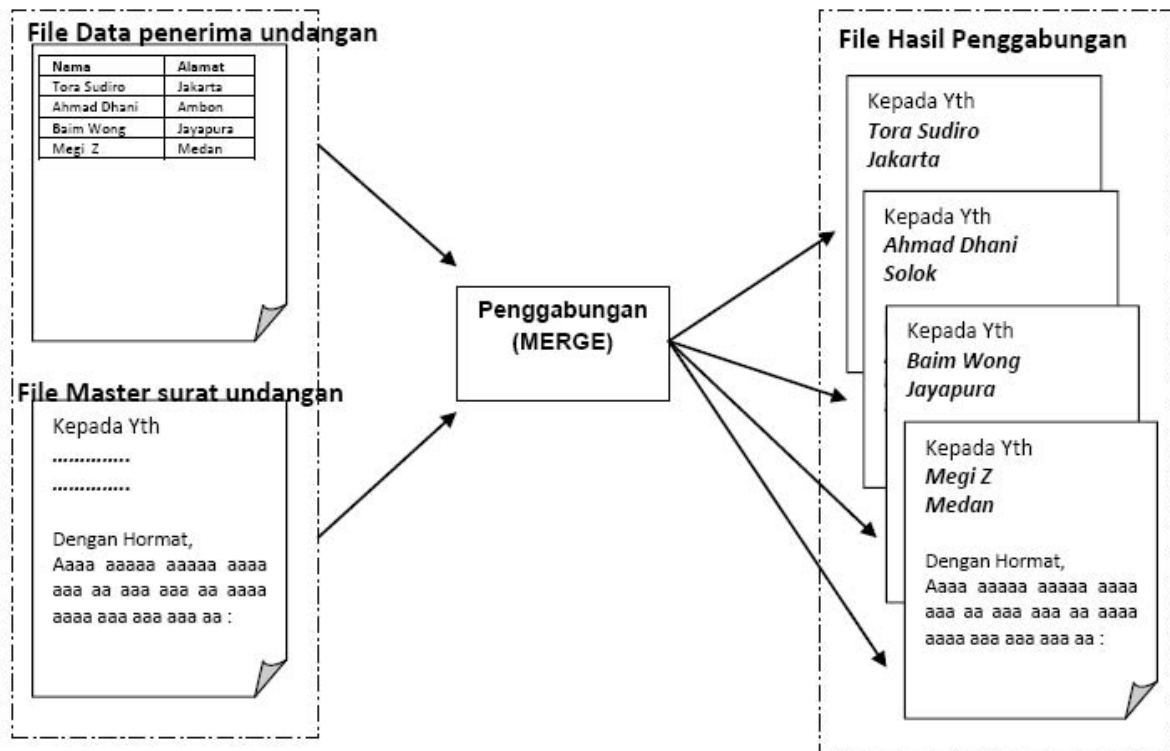 File Data penerima undangan
Nama Alamat
Tora Sudiro Jakarta
Ahmad Dhani Ambon
Baim Wong Jayapura
Megi Z Medan
File Master surat undangan
Kepada Yth
..............
..............
Dengan Hormat,
Aaaa aaaaa aaaaa aaaa
aaa aa aaa aaa aa aaaa
aaaa aaa aaa aaa aa :
Penggabungan
(MERGE)
File Hasil Penggabungan
Kepada Yth
Tora Sudiro
Jakarta
Kepada Yth
Ahmad Dhani
Solok
Kepada Yth
Baim Wong
Jayapura
Kepada Yth
Megi Z
Medan
Dengan Hormat,
Aaaa aaaaa aaaaa aaaa
aaa aa aaa aaa aa aaaa
aaaa aaa aaa aaa aa :